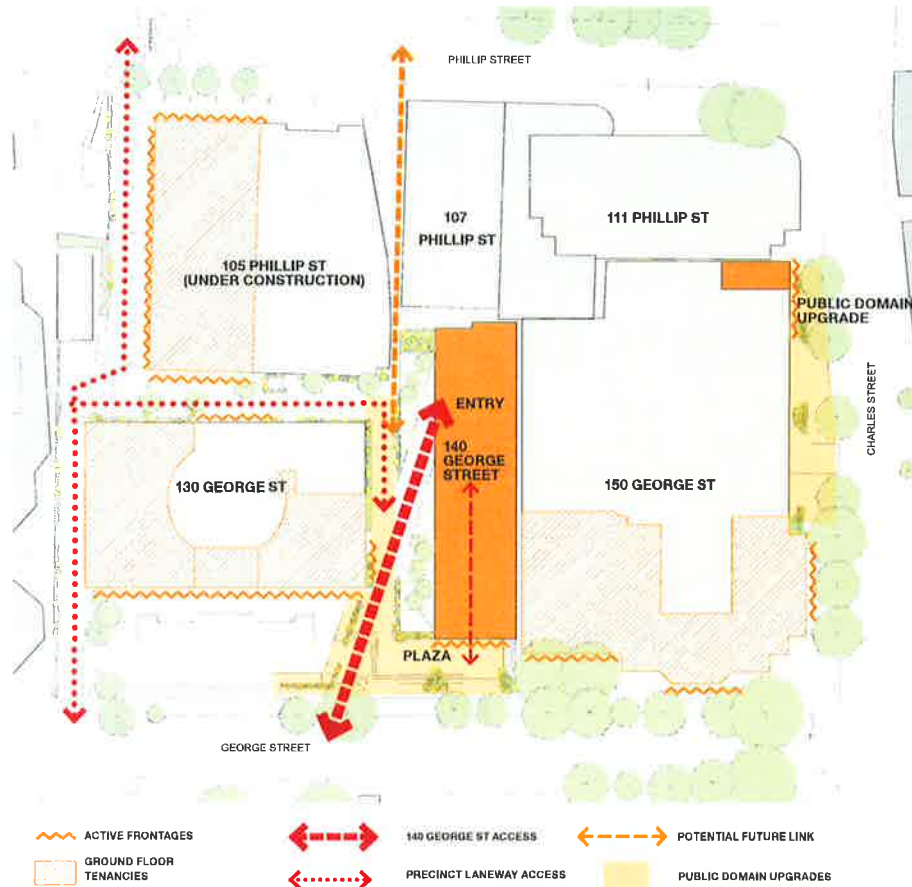 PHILLIP STREET
107
PHILLIP ST
111 PHILLIP ST
105 PHILLIP ST
(UNDER CONSTRUCTION)
PUBLIC DOMAIN
UPGRADE
CHARLES STREET
ENTRY
140
GEORGE
STREET
130 GEORGE ST
150 GEORGE ST
PLAZA
GEORGE STREET
ACTIVE FRONTAGES
140 GEORGE ST ACCESS
POTENTIAL FUTURE LINK
GROUND FLOOR
TENANCIES
PRECINCT LANEWAY ACCESS
PUBLIC DOMAIN UPGRADES